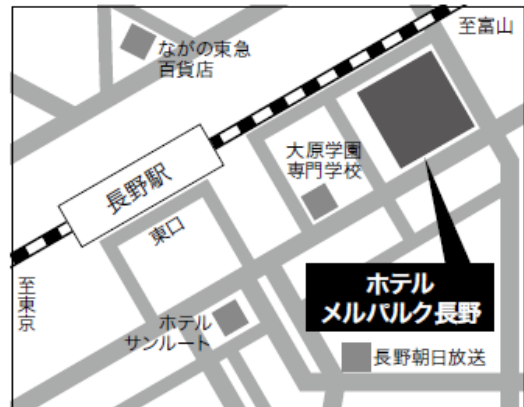 至富山
ながの東急
百貨店
大原学園
専門学校
長野駅
東口
至東京
ホテル
メルパルク長野
ホテル
サンルート
長野朝日放送